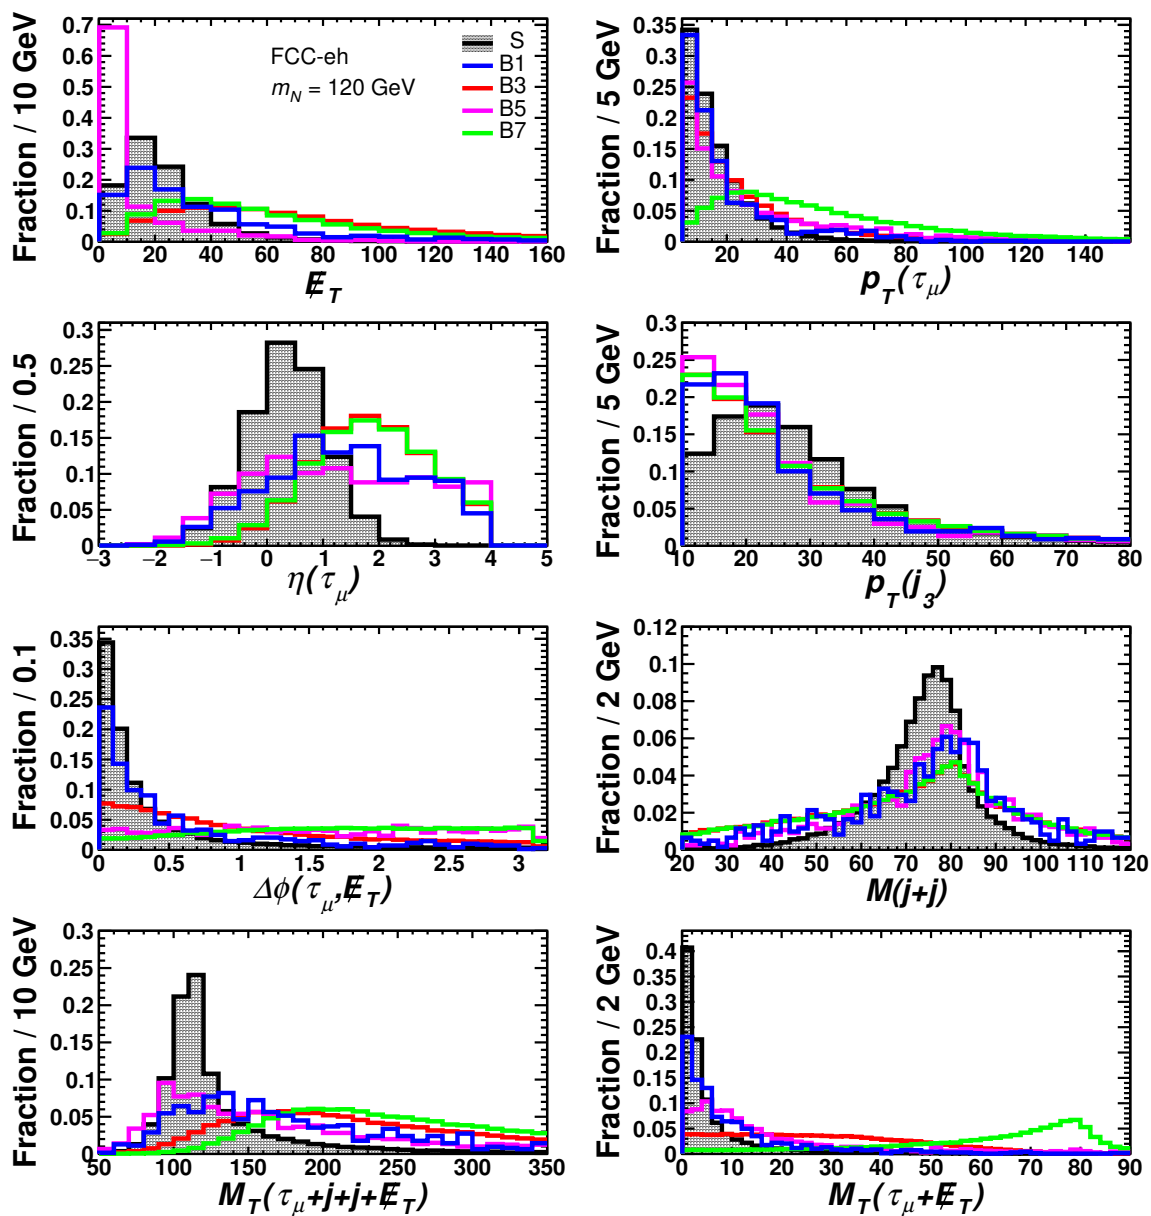 Fraction / 10 GeV
0.7
0.6
0.5
0.4
0.3
0.2
0.1
0
FCC-eh
m_N = 120 GeV
S
B1
B3
B5
B7
0 20 40 60 80 100 120 140 160
E̸_T
Fraction / 5 GeV
0.35
0.3
0.25
0.2
0.15
0.1
0.05
0
20 40 60 80 100 120 140
p_T(τ_μ)
Fraction / 0.5
0.3
0.25
0.2
0.15
0.1
0.05
0
−3 −2 −1 0 1 2 3 4 5
η(τ_μ)
Fraction / 5 GeV
0.3
0.25
0.2
0.15
0.1
0.05
0
10 20 30 40 50 60 70 80
p_T(j_3)
Fraction / 0.1
0.35
0.3
0.25
0.2
0.15
0.1
0.05
0
0 0.5 1 1.5 2 2.5 3
Δϕ(τ_μ,E̸_T)
Fraction / 2 GeV
0.12
0.1
0.08
0.06
0.04
0.02
0
20 30 40 50 60 70 80 90 100 110 120
M(j+j)
Fraction / 10 GeV
0.3
0.25
0.2
0.15
0.1
0.05
0
50 100 150 200 250 300 350
M_T(τ_μ+j+j+E̸_T)
Fraction / 2 GeV
0.4
0.35
0.3
0.25
0.2
0.15
0.1
0.05
0
0 10 20 30 40 50 60 70 80 90
M_T(τ_μ+E̸_T)